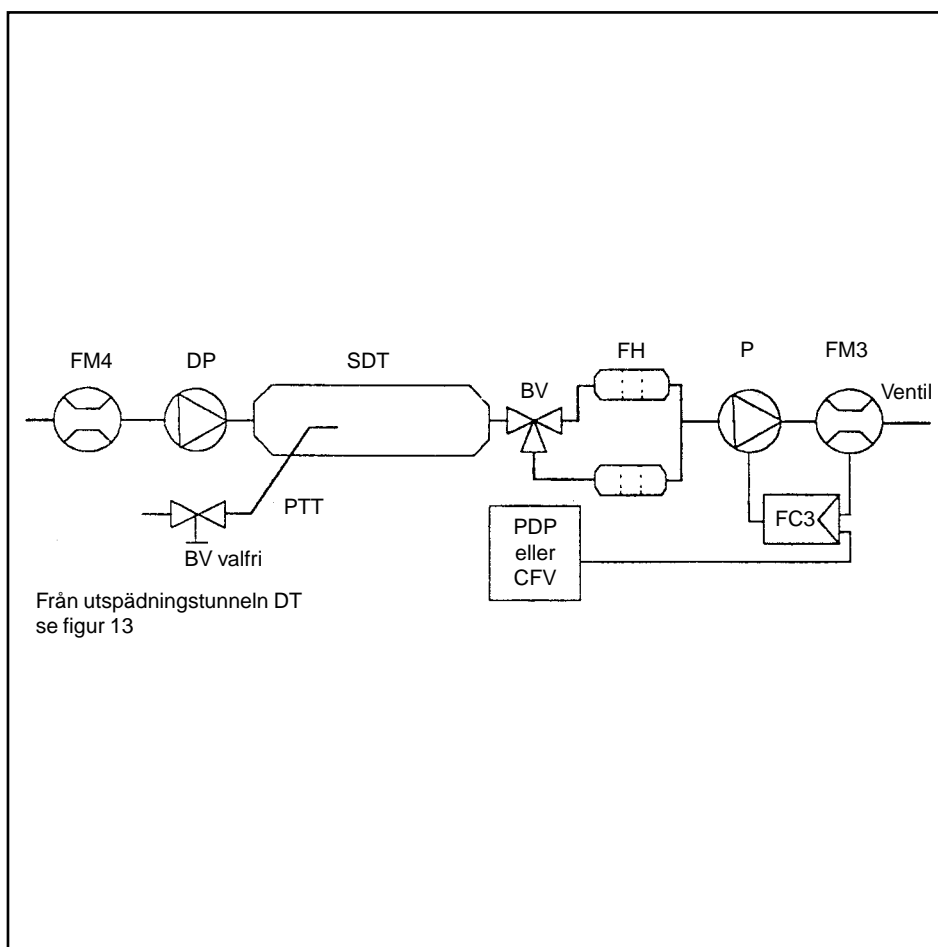 FM4
DP
SDT
BV
FH
P
FM3
Ventil
PTT
BV valfri
FC3
PDP
eller
CFV
Från utspädningstunneln DT
se figur 13